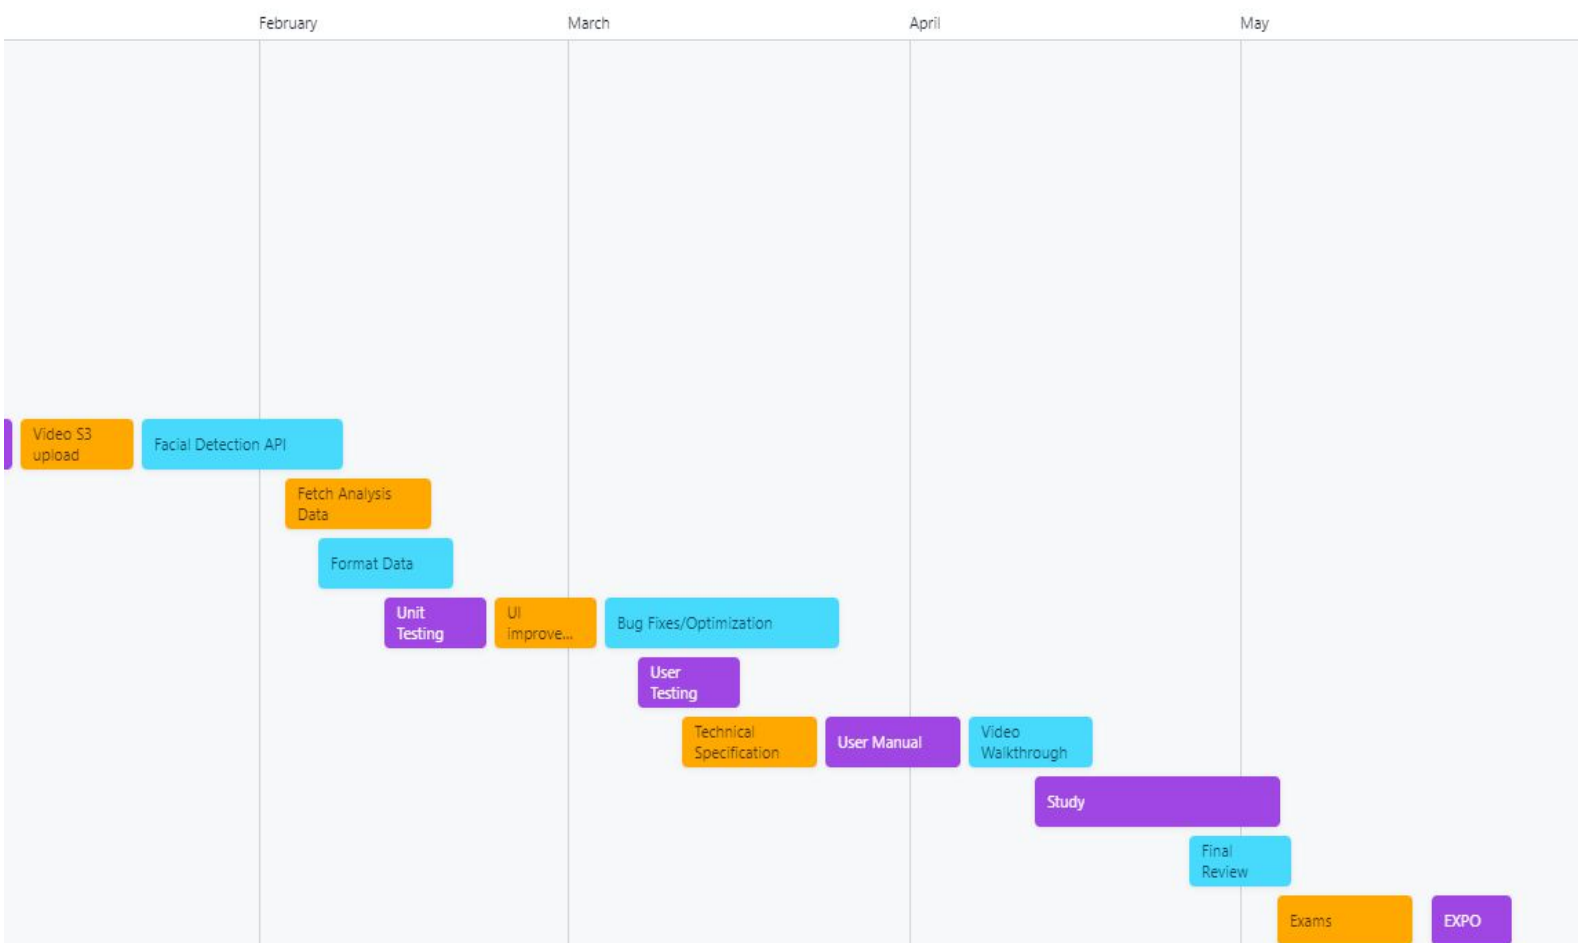 February
March
April
May
Video S3
upload
Facial Detection API
Fetch Analysis
Data
Format Data
Unit
Testing
UI
improve...
Bug Fixes/Optimization
User
Testing
Technical
Specification
User Manual
Video
Walkthrough
Study
Final
Review
Exams
EXPO